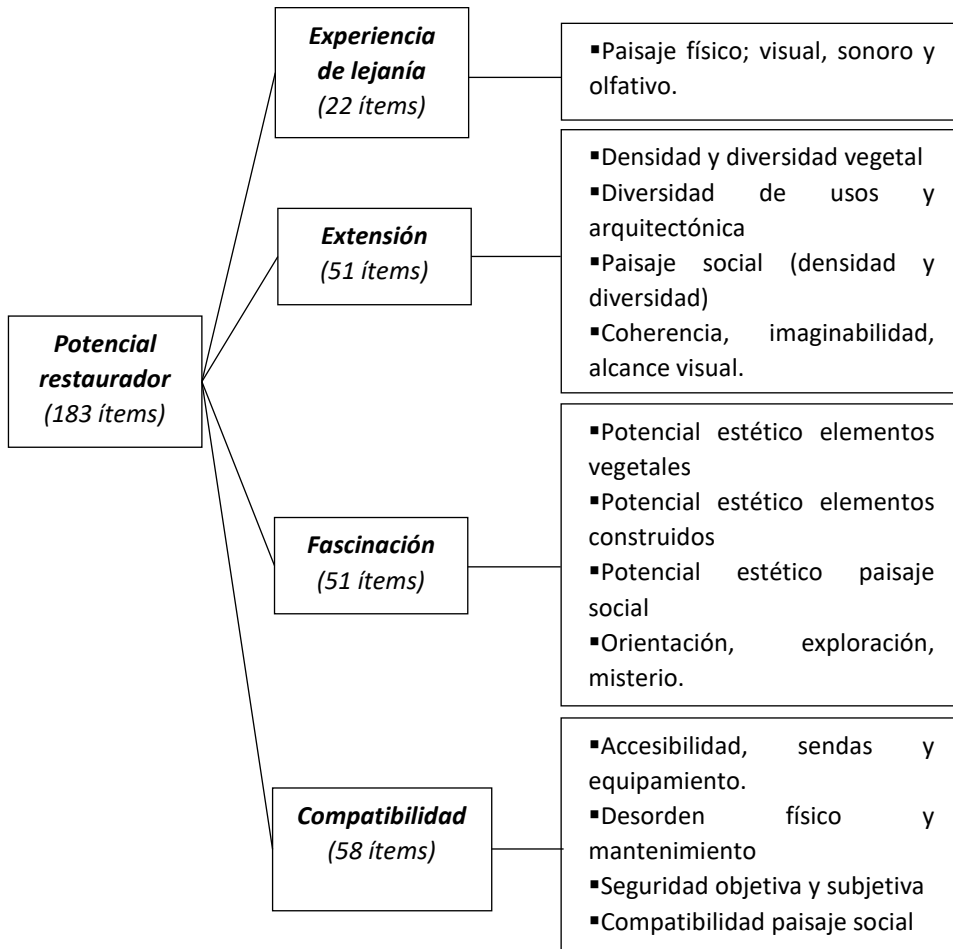 Potencial
restaurador
(183 ítems)
Experiencia
de lejanía
(22 ítems)
▪Paisaje físico; visual, sonoro y
olfativo.
Extensión
(51 ítems)
▪Densidad y diversidad vegetal
▪Diversidad de usos y
arquitectónica
▪Paisaje social (densidad y
diversidad)
▪Coherencia, imaginabilidad,
alcance visual.
Fascinación
(51 ítems)
▪Potencial estético elementos
vegetales
▪Potencial estético elementos
construidos
▪Potencial estético paisaje
social
▪Orientación, exploración,
misterio.
Compatibilidad
(58 ítems)
▪Accesibilidad, sendas y
equipamiento.
▪Desorden físico y
mantenimiento
▪Seguridad objetiva y subjetiva
▪Compatibilidad paisaje social